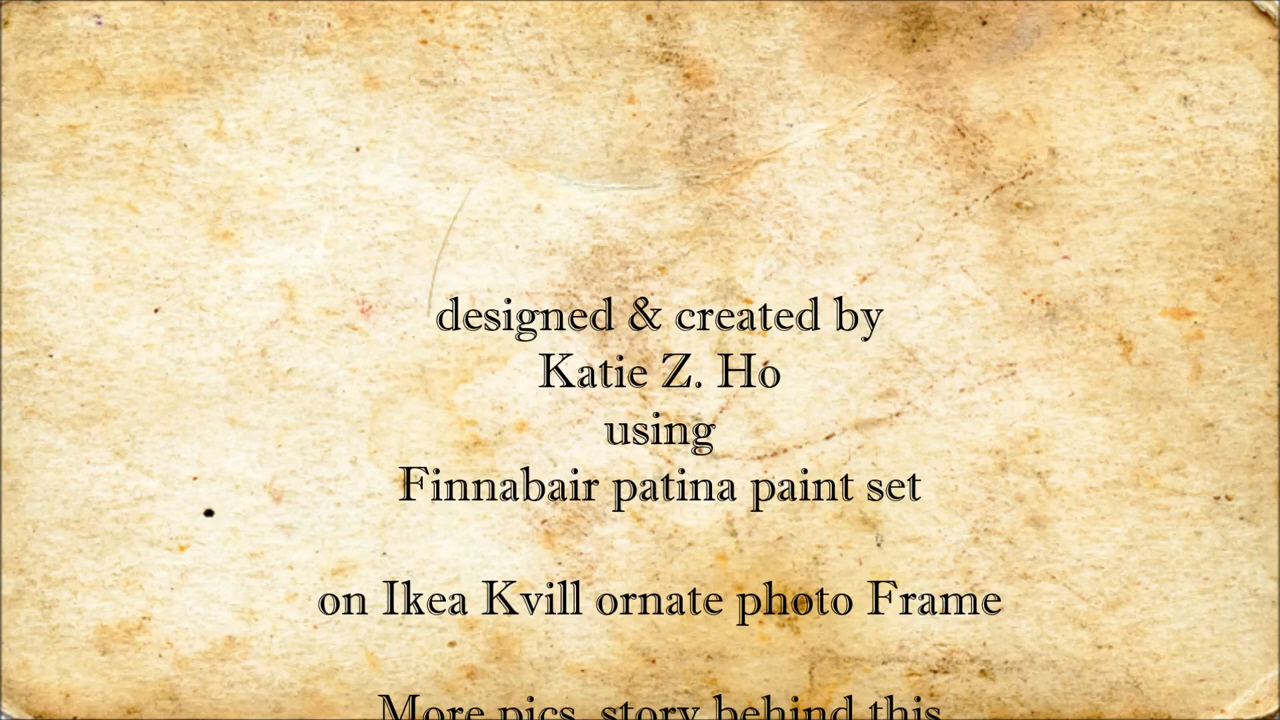 designed & created by
Katie Z. Ho
using
Finnabair patina paint set
on Ikea Kvill ornate photo Frame
More pics, story behind this